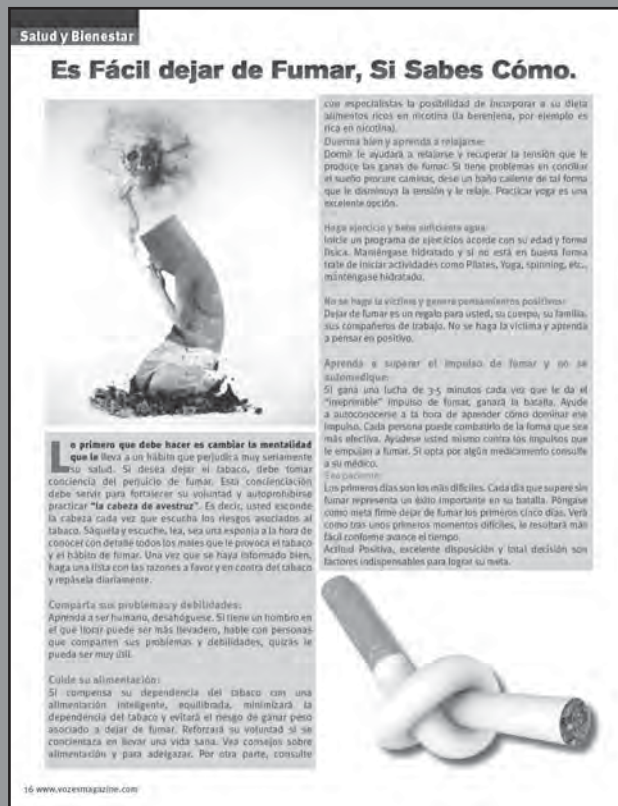 Salud y Bienestar
Es Fácil dejar de Fumar, Si Sabes Cómo.
Lo primero que debe hacer es cambiar la mentalidad
que le lleva a un hábito que perjudica muy seriamente
su salud. Si desea dejar el tabaco, debe tomar
conciencia del perjuicio de fumar. Esta concienciación
debe servir para fortalecer su voluntad y autoprohibirse
practicar "la cabeza de avestruz". Es decir, usted esconde
la cabeza cada vez que escucha los riesgos asociados al
tabaco. Sáquela y escuche, lea, sea una esponja a la hora de
conocer con detalle todos los males que le provoca el tabaco
y el hábito de fumar. Una vez que se haya informado bien,
haga una lista con las razones a favor y en contra del tabaco
y repásela diariamente.
Comparta sus problemas y debilidades:
Aprenda a ser humano, desahóguese. Si tiene un hombro en
el que llorar puede ser más llevadero, hable con personas
que comparten sus problemas y debilidades, quizás le
pueda ser muy útil.
Cuide su alimentación:
Si compensa su dependencia del tabaco con una
alimentación inteligente, equilibrada, minimizará la
dependencia del tabaco y evitará el riesgo de ganar peso
asociado a dejar de fumar. Reforzará su voluntad si se
concientaza en llevar una vida sana. Vea consejos sobre
alimentación y para adelgazar. Por otra parte, consulte
con especialistas la posibilidad de incorporar a su dieta
alimentos ricos en nicotina (la berenjena, por ejemplo es
rica en nicotina).
Duerma bien y aprenda a relajarse:
Dormir le ayudará a relajarse y recuperar la tensión que le
produce las ganas de fumar. Si tiene problemas en conciliar
el sueño procure caminar, dese un baño caliente de tal forma
que le disminuya la tensión y le relaje. Practicar yoga es una
excelente opción.
Haga ejercicio y beba suficiente agua:
Inicie un programa de ejercicios acorde con su edad y forma
física. Manténgase hidratado y si no está en buena forma
trate de iniciar actividades como Pilates, Yoga, spinning, etc.,
manténgase hidratado.
No se haga la víctima y genere pensamientos positivos:
Dejar de fumar es un regalo para usted, su cuerpo, su familia,
sus compañeros de trabajo. No se haga la víctima y aprenda
a pensar en positivo.
Aprenda a superar el impulso de fumar y no se
automedique:
Si gana una lucha de 3-5 minutos cada vez que le da el
"irreprimible" impulso de fumar, ganará la batalla. Ayude
a autoconocerse a la hora de aprender cómo dominar ese
impulso. Cada persona puede combatirlo de la forma que sea
más efectiva. Ayúdese usted mismo contra los impulsos que
le empujan a fumar. Si opta por algún medicamento consulte
a su médico.
Sea paciente:
Los primeros días son los más difíciles. Cada día que supere sin
fumar representa un éxito importante en su batalla. Póngase
como meta firme dejar de fumar los primeros cinco días. Verá
como tras unos primeros momentos difíciles, le resultará más
fácil conforme avance el tiempo.
Actitud Positiva, excelente disposición y total decisión son
factores indispensables para lograr su meta.
16 www.vozesmagazine.com